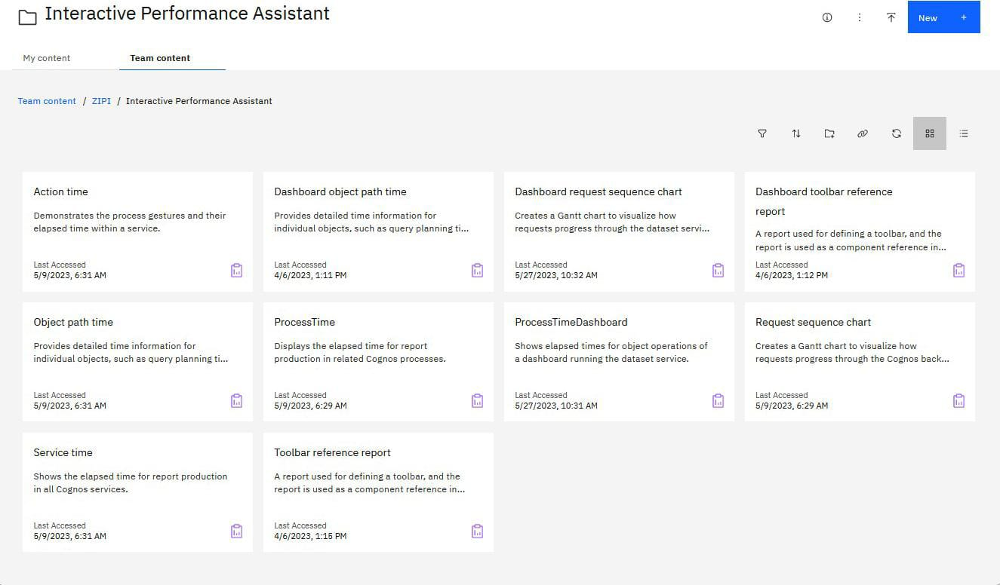 Interactive Performance Assistant
New +
My content
Team content
Team content / ZIPI / Interactive Performance Assistant
Action time
Demonstrates the process gestures and their
elapsed time within a service.
Last Accessed
5/9/2023, 6:31 AM
Dashboard object path time
Provides detailed time information for
individual objects, such as query planning ti...
Last Accessed
4/6/2023, 1:11 PM
Dashboard request sequence chart
Creates a Gantt chart to visualize how
requests progress through the dataset servi...
Last Accessed
5/27/2023, 10:32 AM
Dashboard toolbar reference
report
A report used for defining a toolbar, and the
report is used as a component reference in...
Last Accessed
4/6/2023, 1:12 PM
Object path time
Provides detailed time information for
individual objects, such as query planning ti...
Last Accessed
5/9/2023, 6:31 AM
ProcessTime
Displays the elapsed time for report
production in related Cognos processes.
Last Accessed
5/9/2023, 6:29 AM
ProcessTimeDashboard
Shows elapsed times for object operations of
a dashboard running the dataset service.
Last Accessed
5/27/2023, 10:31 AM
Request sequence chart
Creates a Gantt chart to visualize how
requests progress through the Cognos back...
Last Accessed
5/9/2023, 6:29 AM
Service time
Shows the elapsed time for report production
in all Cognos services.
Last Accessed
5/9/2023, 6:31 AM
Toolbar reference report
A report used for defining a toolbar, and the
report is used as a component reference in...
Last Accessed
4/6/2023, 1:15 PM